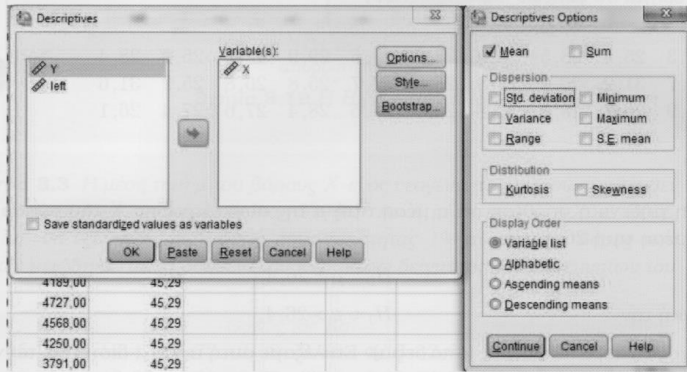 Descriptives
Y
left
Variable(s):
X
Options...
Style...
Bootstrap...
Save standardized values as variables
OK Paste Reset Cancel Help
4189,00 45,29
4727,00 45,29
4568,00 45,29
4250,00 45,29
3791,00 45,29
Descriptives: Options
Mean Sum
Dispersion
Std. deviation Minimum
Variance Maximum
Range S.E. mean
Distribution
Kurtosis Skewness
Display Order
Variable list
Alphabetic
Ascending means
Descending means
Continue Cancel Help